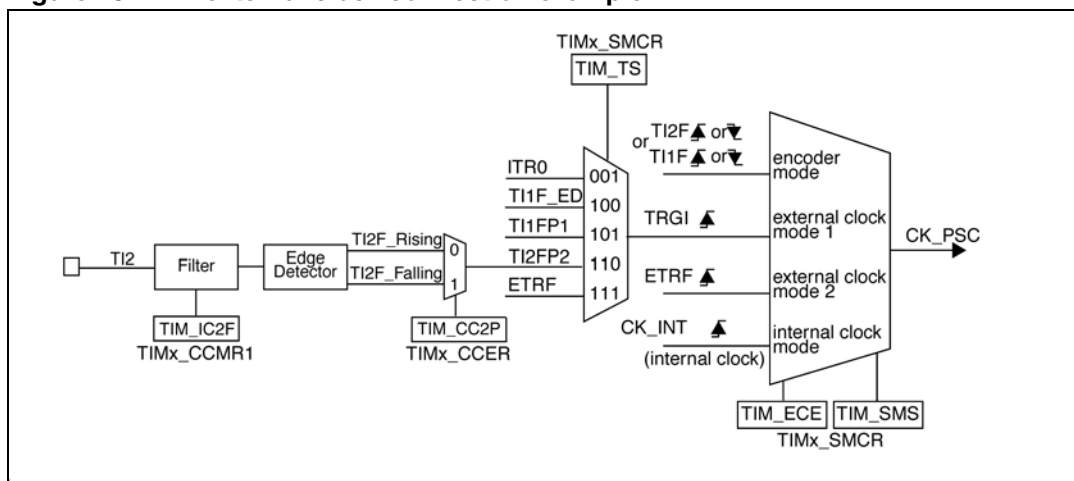 TIMx_SMCR
TIM_TS
or TI2F or
TI1F or
encoder
mode
ITR0
001
TI1F_ED
100
TI1FP1
101
TRGI
external clock
mode 1
CK_PSC
TI2
Filter
Edge
Detector
TI2F_Rising
0
TI2F_Falling
1
TI2FP2
110
ETRF
111
ETRF
external clock
mode 2
CK_INT
(internal clock)
internal clock
mode
TIM_IC2F
TIMx_CCMR1
TIM_CC2P
TIMx_CCER
TIM_ECE
TIM_SMS
TIMx_SMCR